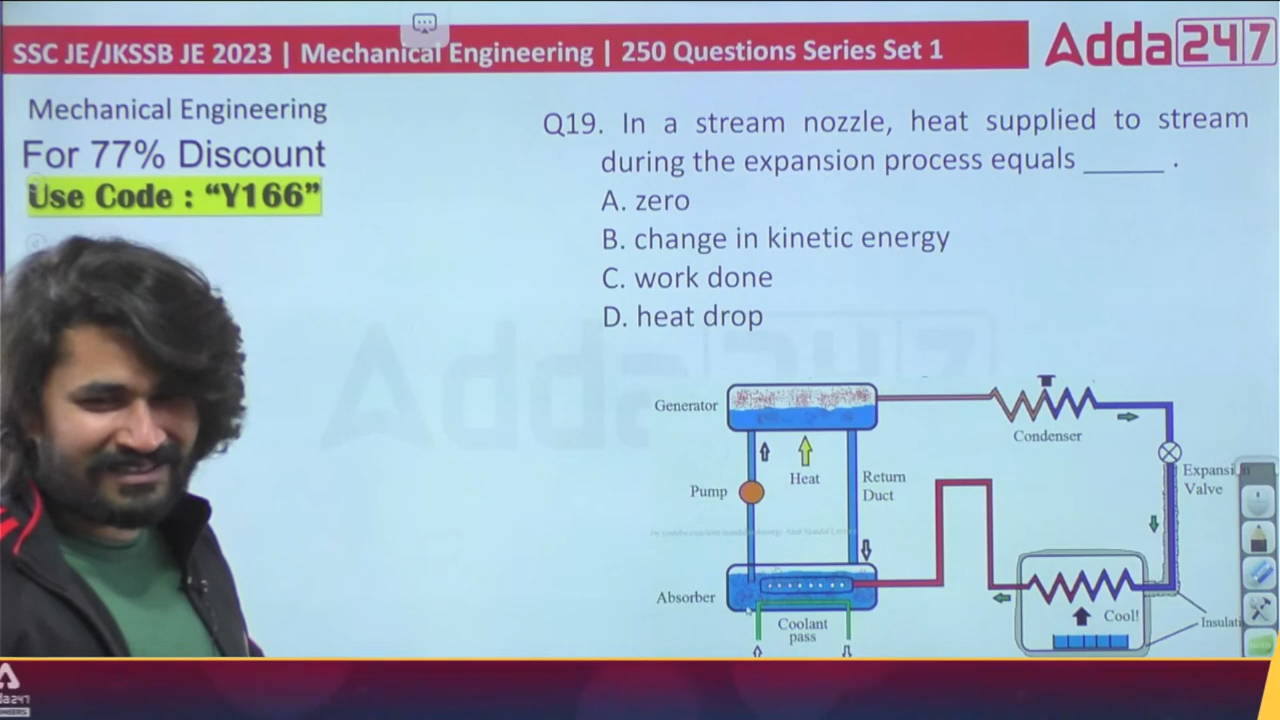 SSC JE/JKSSB JE 2023 | Mechanical Engineering | 250 Questions Series Set 1
Adda247
Mechanical Engineering
For 77% Discount
Use Code : “Y166”
Q19. In a stream nozzle, heat supplied to stream
during the expansion process equals ______ .
A. zero
B. change in kinetic energy
C. work done
D. heat drop
Adda247
Generator
Condenser
Heat
Return
Duct
Pump
Valve
Absorber
Coolant
pass
Cool!